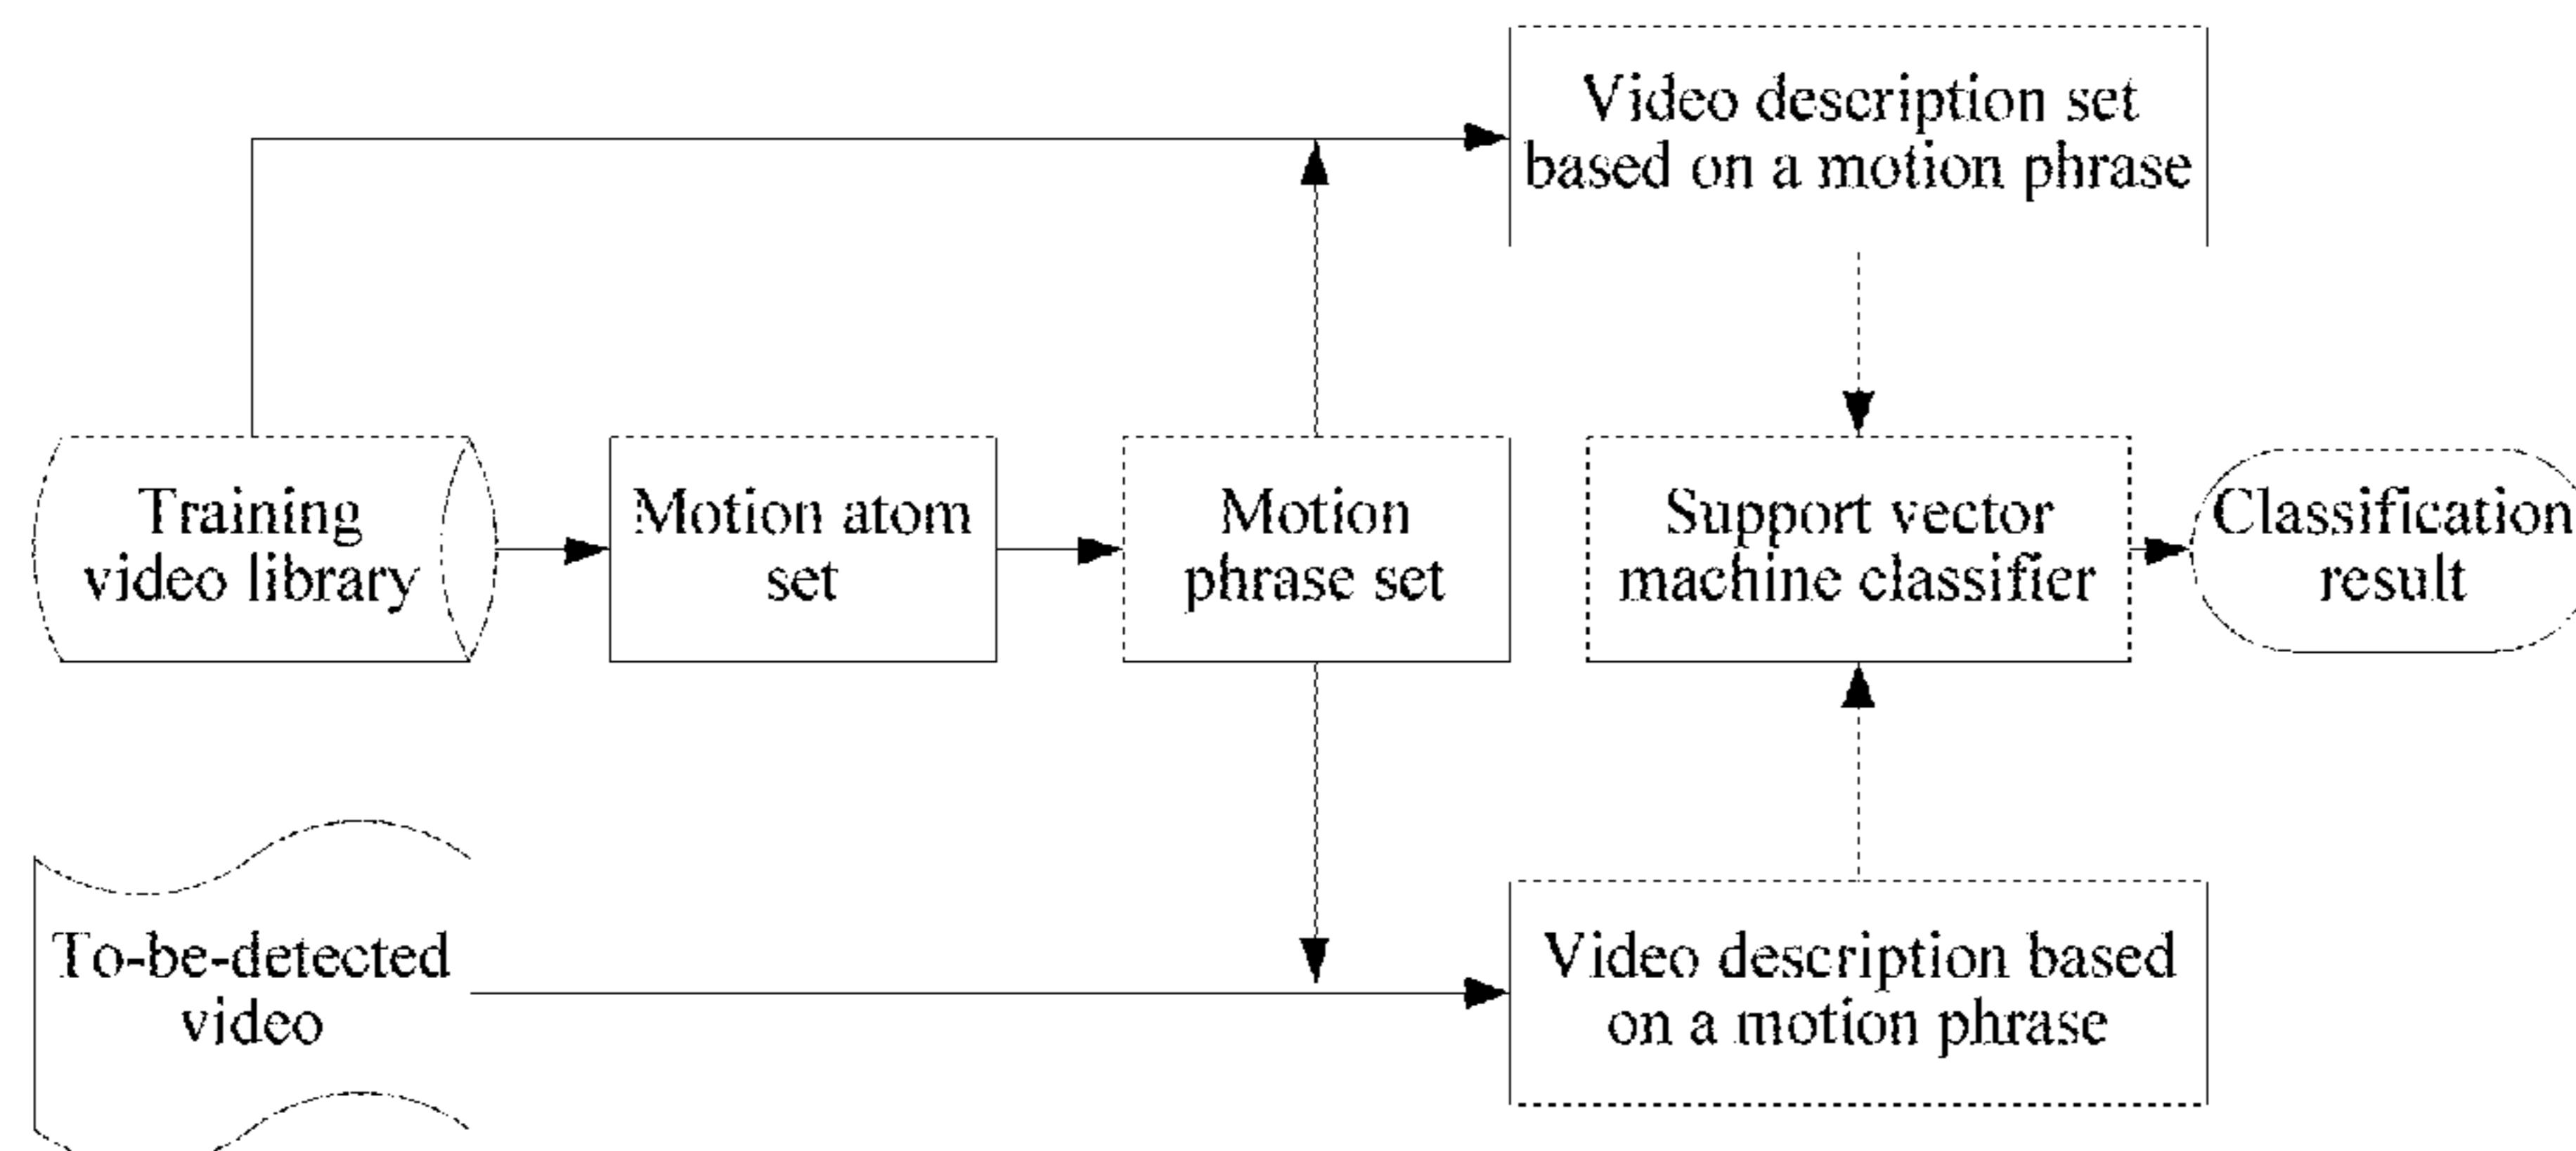 Video description set
based on a motion phrase
Training
video library
Motion atom
set
Motion
phrase set
Support vector
machine classifier
Classification
result
To-be-detected
video
Video description based
on a motion phrase